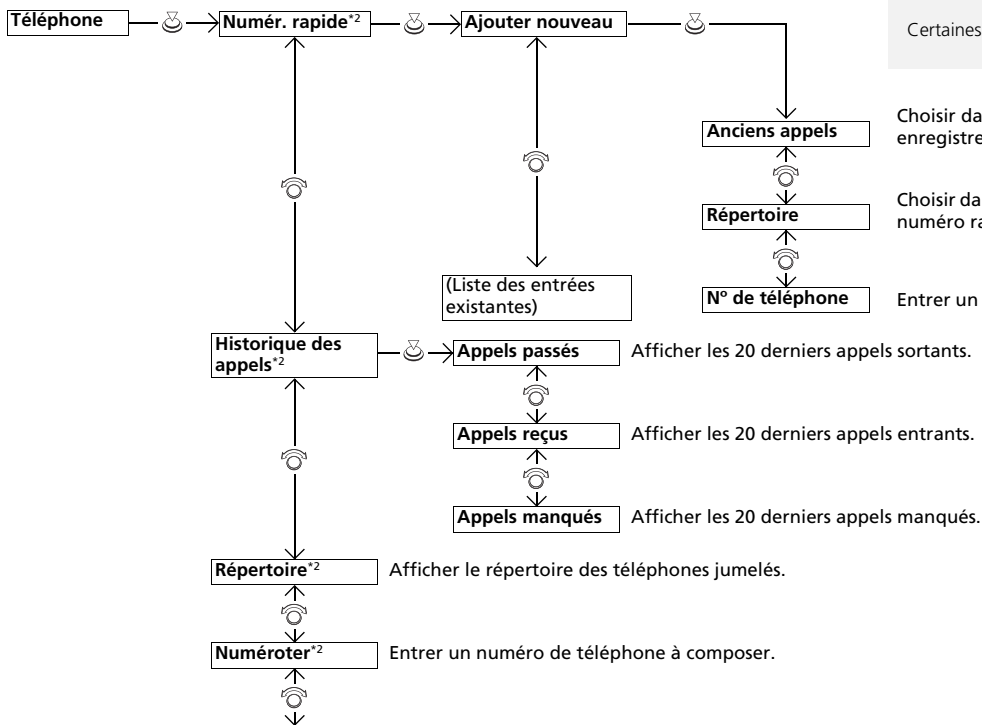 Téléphone
Numér. rapide*2
Ajouter nouveau
Certaines
Anciens appels
Choisir da
enregistre
Répertoire
Choisir da
numéro ra
(Liste des entrées
existantes)
Nº de téléphone
Entrer un
Historique des
appels*2
Appels passés
Afficher les 20 derniers appels sortants.
Appels reçus
Afficher les 20 derniers appels entrants.
Appels manqués
Afficher les 20 derniers appels manqués.
Répertoire*2
Afficher le répertoire des téléphones jumelés.
Numéroter*2
Entrer un numéro de téléphone à composer.